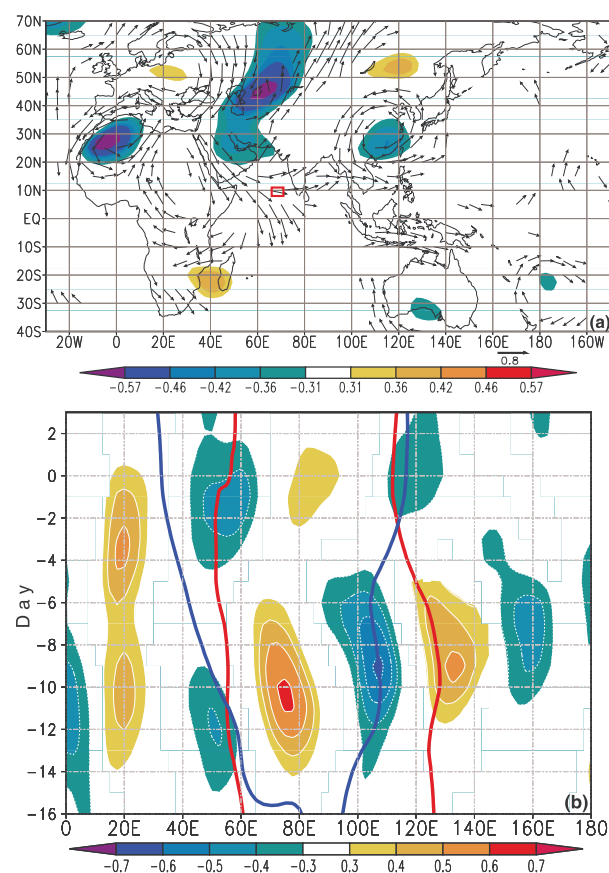 70N
60N
50N
40N
30N
20N
10N
EQ
10S
20S
30S
40S
(a)
20W 0 20E 40E 60E 80E 100E 120E 140E 160E 180 160W
0.8
-0.57 -0.46 -0.42 -0.36 -0.31 0.31 0.36 0.42 0.46 0.57
2
0
-2
-4
-6
-8
-10
-12
-14
-16
Day
(b)
0 20E 40E 60E 80E 100E 120E 140E 160E 180
-0.7 -0.6 -0.5 -0.4 -0.3 0.3 0.4 0.5 0.6 0.7